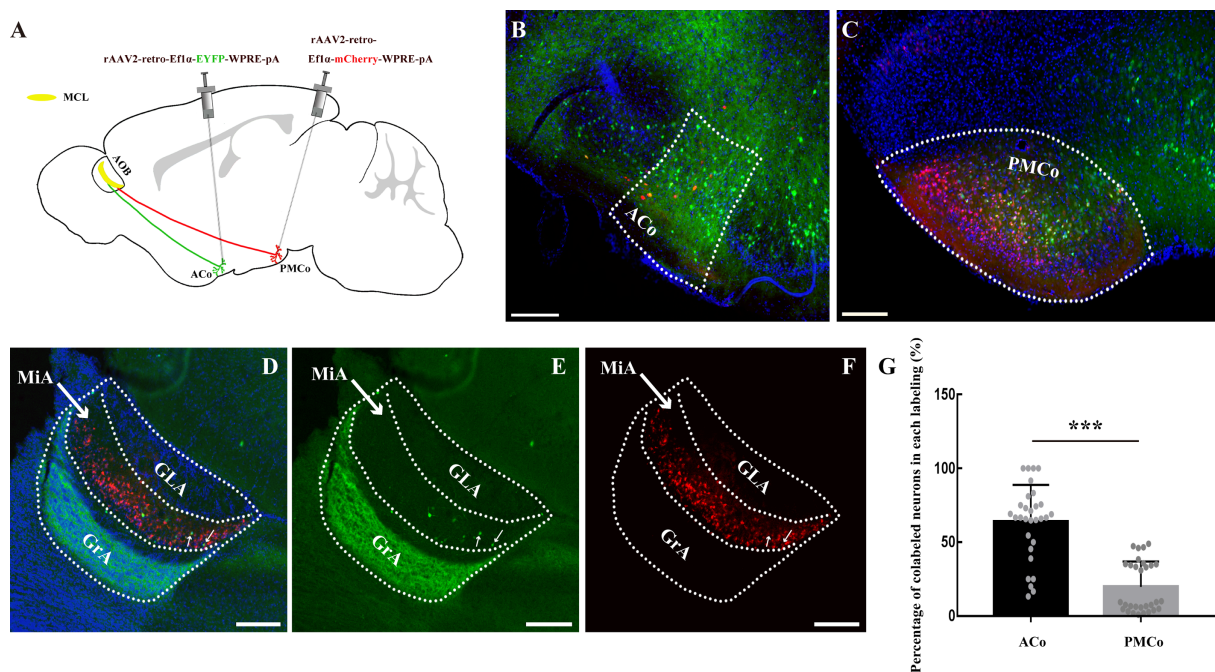 A
rAAV2-retro-
rAAV2-retro-Ef1α-EYFP-WPRE-pA
Ef1α-mCherry-WPRE-pA
MCL
AOB
ACo
PMCo
B
ACo
C
PMCo
D
MiA
GLA
GrA
E
MiA
GLA
GrA
F
MiA
GLA
GrA
G
Percentage of colabeled neurons in each labeling (%)
150
100
50
0
***
ACo
PMCo